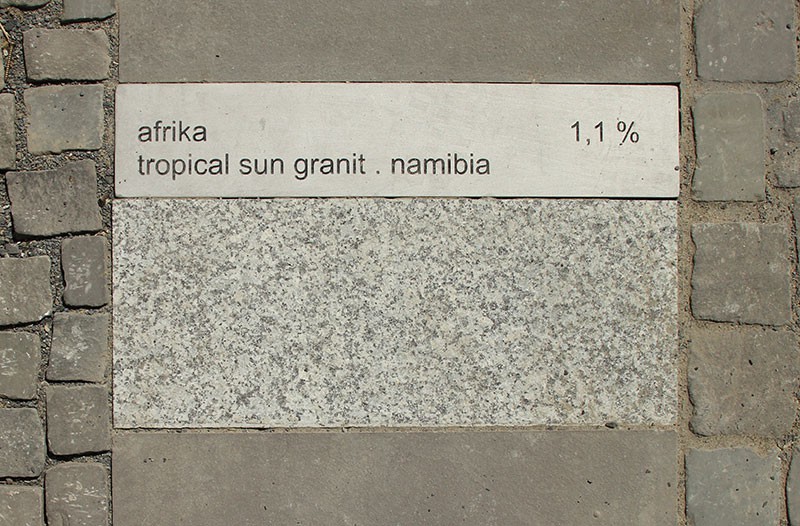 afrika 1,1 %
tropical sun granit . namibia